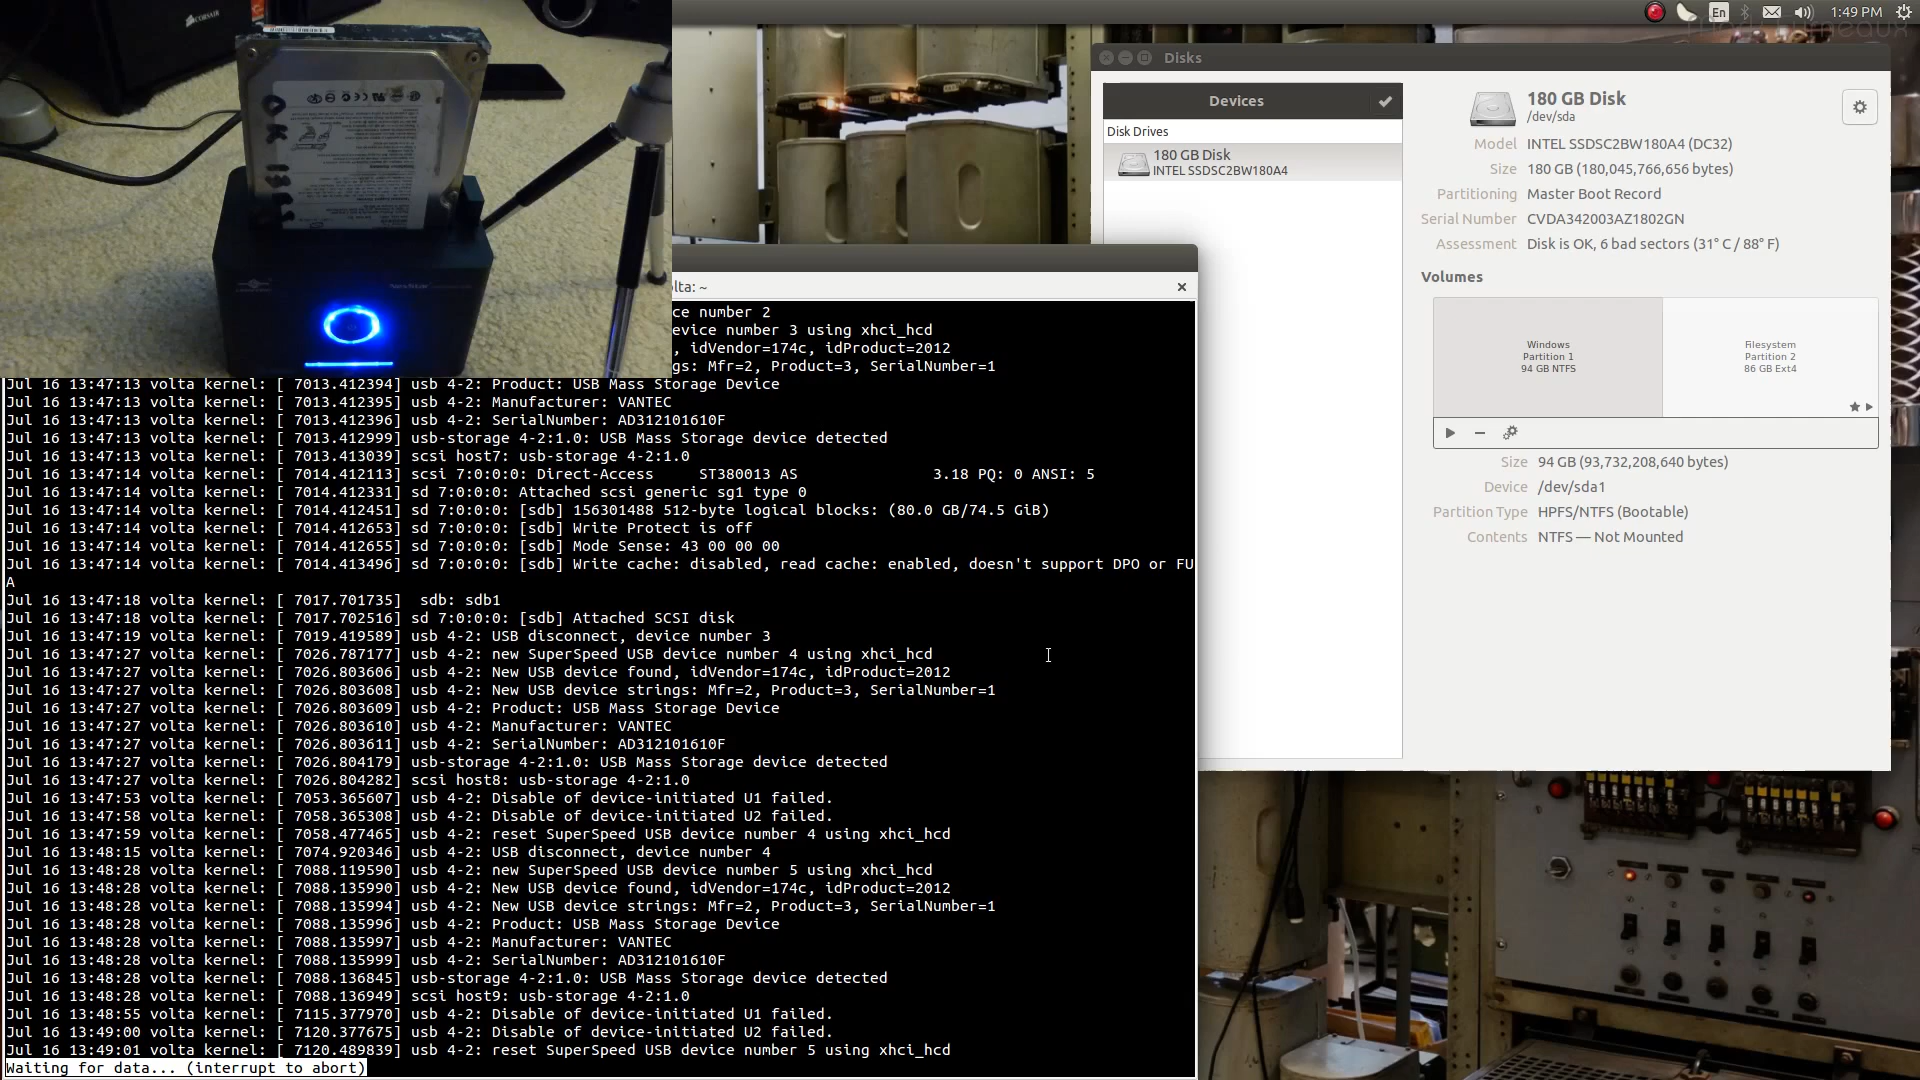 CORSAIR
En
1:49 PM
Disks
Devices
Disk Drives
180 GB Disk
INTEL SSDSC2BW180A4
180 GB Disk
/dev/sda
Model INTEL SSDSC2BW180A4 (DC32)
Size 180 GB (180,045,766,656 bytes)
Partitioning Master Boot Record
Serial Number CVDA342003AZ1802GN
Assessment Disk is OK, 6 bad sectors (31° C / 88° F)
Volumes
Windows
Partition 1
94 GB NTFS
Filesystem
Partition 2
86 GB Ext4
Size 94 GB (93,732,208,640 bytes)
Device /dev/sda1
Partition Type HPFS/NTFS (Bootable)
Contents NTFS — Not Mounted
lta: ~
ce number 2
evice number 3 using xhci_hcd
, idVendor=174c, idProduct=2012
gs: Mfr=2, Product=3, SerialNumber=1
Jul 16 13:47:13 volta kernel: [ 7013.412394] usb 4-2: Product: USB Mass Storage Device
Jul 16 13:47:13 volta kernel: [ 7013.412395] usb 4-2: Manufacturer: VANTEC
Jul 16 13:47:13 volta kernel: [ 7013.412396] usb 4-2: SerialNumber: AD312101610F
Jul 16 13:47:13 volta kernel: [ 7013.412999] usb-storage 4-2:1.0: USB Mass Storage device detected
Jul 16 13:47:13 volta kernel: [ 7013.413039] scsi host7: usb-storage 4-2:1.0
Jul 16 13:47:14 volta kernel: [ 7014.412113] scsi 7:0:0:0: Direct-Access     ST380013 AS               3.18 PQ: 0 ANSI: 5
Jul 16 13:47:14 volta kernel: [ 7014.412331] sd 7:0:0:0: Attached scsi generic sg1 type 0
Jul 16 13:47:14 volta kernel: [ 7014.412451] sd 7:0:0:0: [sdb] 156301488 512-byte logical blocks: (80.0 GB/74.5 GiB)
Jul 16 13:47:14 volta kernel: [ 7014.412653] sd 7:0:0:0: [sdb] Write Protect is off
Jul 16 13:47:14 volta kernel: [ 7014.412655] sd 7:0:0:0: [sdb] Mode Sense: 43 00 00 00
Jul 16 13:47:14 volta kernel: [ 7014.413496] sd 7:0:0:0: [sdb] Write cache: disabled, read cache: enabled, doesn't support DPO or FU
A
Jul 16 13:47:18 volta kernel: [ 7017.701735]  sdb: sdb1
Jul 16 13:47:18 volta kernel: [ 7017.702516] sd 7:0:0:0: [sdb] Attached SCSI disk
Jul 16 13:47:19 volta kernel: [ 7019.419589] usb 4-2: USB disconnect, device number 3
Jul 16 13:47:27 volta kernel: [ 7026.787177] usb 4-2: new SuperSpeed USB device number 4 using xhci_hcd
Jul 16 13:47:27 volta kernel: [ 7026.803606] usb 4-2: New USB device found, idVendor=174c, idProduct=2012
Jul 16 13:47:27 volta kernel: [ 7026.803608] usb 4-2: New USB device strings: Mfr=2, Product=3, SerialNumber=1
Jul 16 13:47:27 volta kernel: [ 7026.803609] usb 4-2: Product: USB Mass Storage Device
Jul 16 13:47:27 volta kernel: [ 7026.803610] usb 4-2: Manufacturer: VANTEC
Jul 16 13:47:27 volta kernel: [ 7026.803611] usb 4-2: SerialNumber: AD312101610F
Jul 16 13:47:27 volta kernel: [ 7026.804179] usb-storage 4-2:1.0: USB Mass Storage device detected
Jul 16 13:47:27 volta kernel: [ 7026.804282] scsi host8: usb-storage 4-2:1.0
Jul 16 13:47:53 volta kernel: [ 7053.365607] usb 4-2: Disable of device-initiated U1 failed.
Jul 16 13:47:58 volta kernel: [ 7058.365308] usb 4-2: Disable of device-initiated U2 failed.
Jul 16 13:47:59 volta kernel: [ 7058.477465] usb 4-2: reset SuperSpeed USB device number 4 using xhci_hcd
Jul 16 13:48:15 volta kernel: [ 7074.920346] usb 4-2: USB disconnect, device number 4
Jul 16 13:48:28 volta kernel: [ 7088.119590] usb 4-2: new SuperSpeed USB device number 5 using xhci_hcd
Jul 16 13:48:28 volta kernel: [ 7088.135990] usb 4-2: New USB device found, idVendor=174c, idProduct=2012
Jul 16 13:48:28 volta kernel: [ 7088.135994] usb 4-2: New USB device strings: Mfr=2, Product=3, SerialNumber=1
Jul 16 13:48:28 volta kernel: [ 7088.135996] usb 4-2: Product: USB Mass Storage Device
Jul 16 13:48:28 volta kernel: [ 7088.135997] usb 4-2: Manufacturer: VANTEC
Jul 16 13:48:28 volta kernel: [ 7088.135999] usb 4-2: SerialNumber: AD312101610F
Jul 16 13:48:28 volta kernel: [ 7088.136845] usb-storage 4-2:1.0: USB Mass Storage device detected
Jul 16 13:48:28 volta kernel: [ 7088.136949] scsi host9: usb-storage 4-2:1.0
Jul 16 13:48:55 volta kernel: [ 7115.377970] usb 4-2: Disable of device-initiated U1 failed.
Jul 16 13:49:00 volta kernel: [ 7120.377675] usb 4-2: Disable of device-initiated U2 failed.
Jul 16 13:49:01 volta kernel: [ 7120.489839] usb 4-2: reset SuperSpeed USB device number 5 using xhci_hcd
Waiting for data... (interrupt to abort)